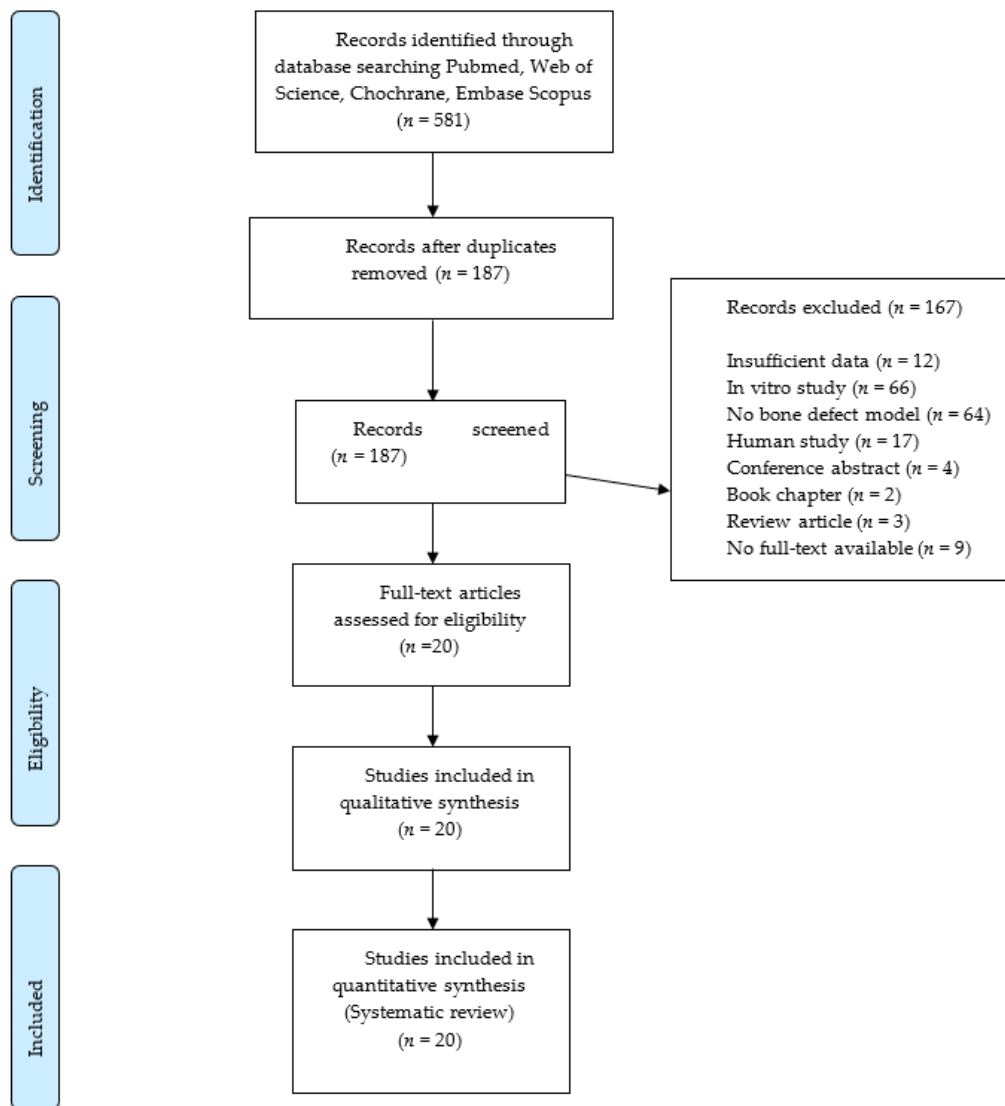 Identification
Records identified through
database searching Pubmed, Web of
Science, Chochrane, Embase Scopus
(n = 581)
Records after duplicates
removed (n = 187)
Screening
Records screened
(n = 187)
Records excluded (n = 167)
Insufficient data (n = 12)
In vitro study (n = 66)
No bone defect model (n = 64)
Human study (n = 17)
Conference abstract (n = 4)
Book chapter (n = 2)
Review article (n = 3)
No full-text available (n = 9)
Eligibility
Full-text articles
assessed for eligibility
(n =20)
Studies included in
qualitative synthesis
(n = 20)
Included
Studies included in
quantitative synthesis
(Systematic review)
(n = 20)